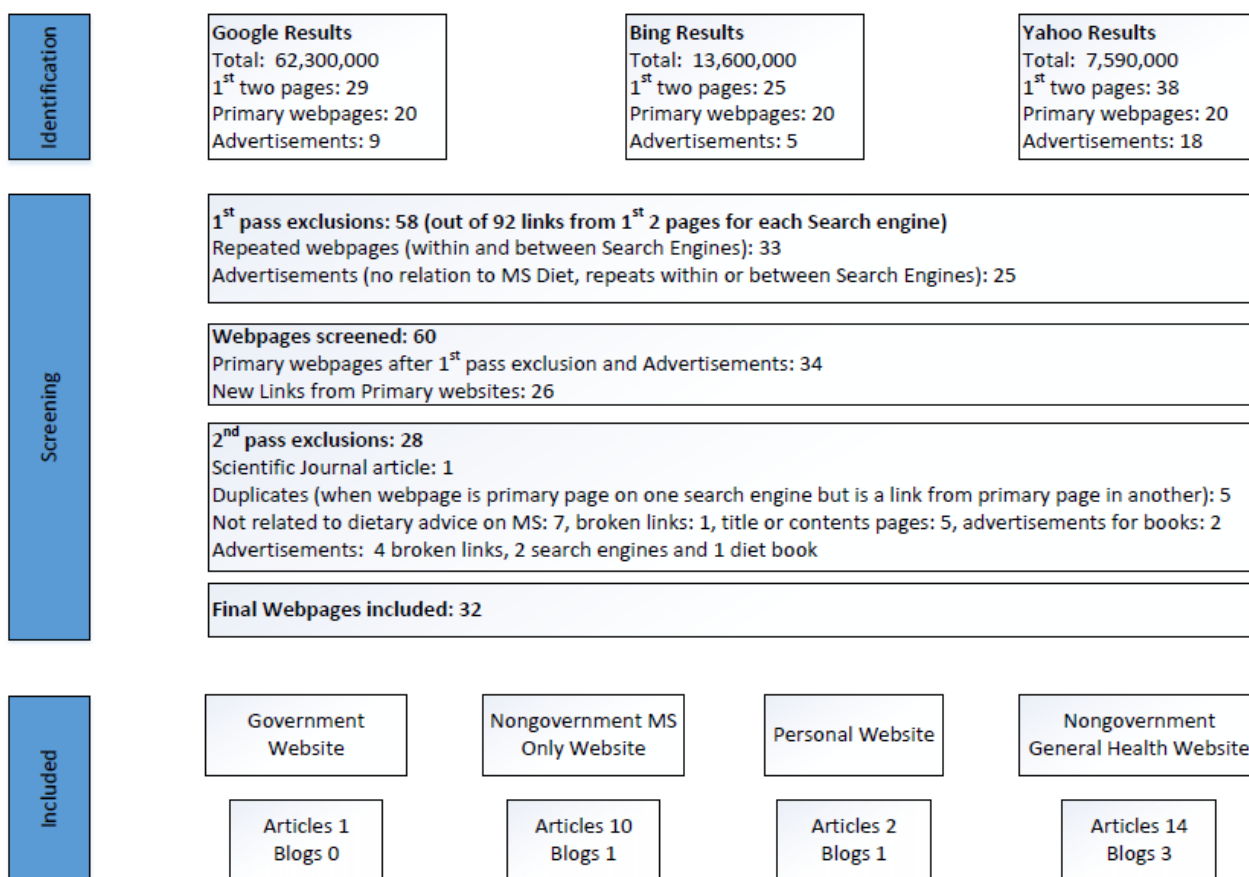 Identification
Google Results
Total: 62,300,000
1st two pages: 29
Primary webpages: 20
Advertisements: 9
Bing Results
Total: 13,600,000
1st two pages: 25
Primary webpages: 20
Advertisements: 5
Yahoo Results
Total: 7,590,000
1st two pages: 38
Primary webpages: 20
Advertisements: 18
Screening
1st pass exclusions: 58 (out of 92 links from 1st 2 pages for each Search engine)
Repeated webpages (within and between Search Engines): 33
Advertisements (no relation to MS Diet, repeats within or between Search Engines): 25
Webpages screened: 60
Primary webpages after 1st pass exclusion and Advertisements: 34
New Links from Primary websites: 26
2nd pass exclusions: 28
Scientific Journal article: 1
Duplicates (when webpage is primary page on one search engine but is a link from primary page in another): 5
Not related to dietary advice on MS: 7, broken links: 1, title or contents pages: 5, advertisements for books: 2
Advertisements: 4 broken links, 2 search engines and 1 diet book
Final Webpages included: 32
Included
Government
Website
Nongovernment MS
Only Website
Personal Website
Nongovernment
General Health Website
Articles 1
Blogs 0
Articles 10
Blogs 1
Articles 2
Blogs 1
Articles 14
Blogs 3